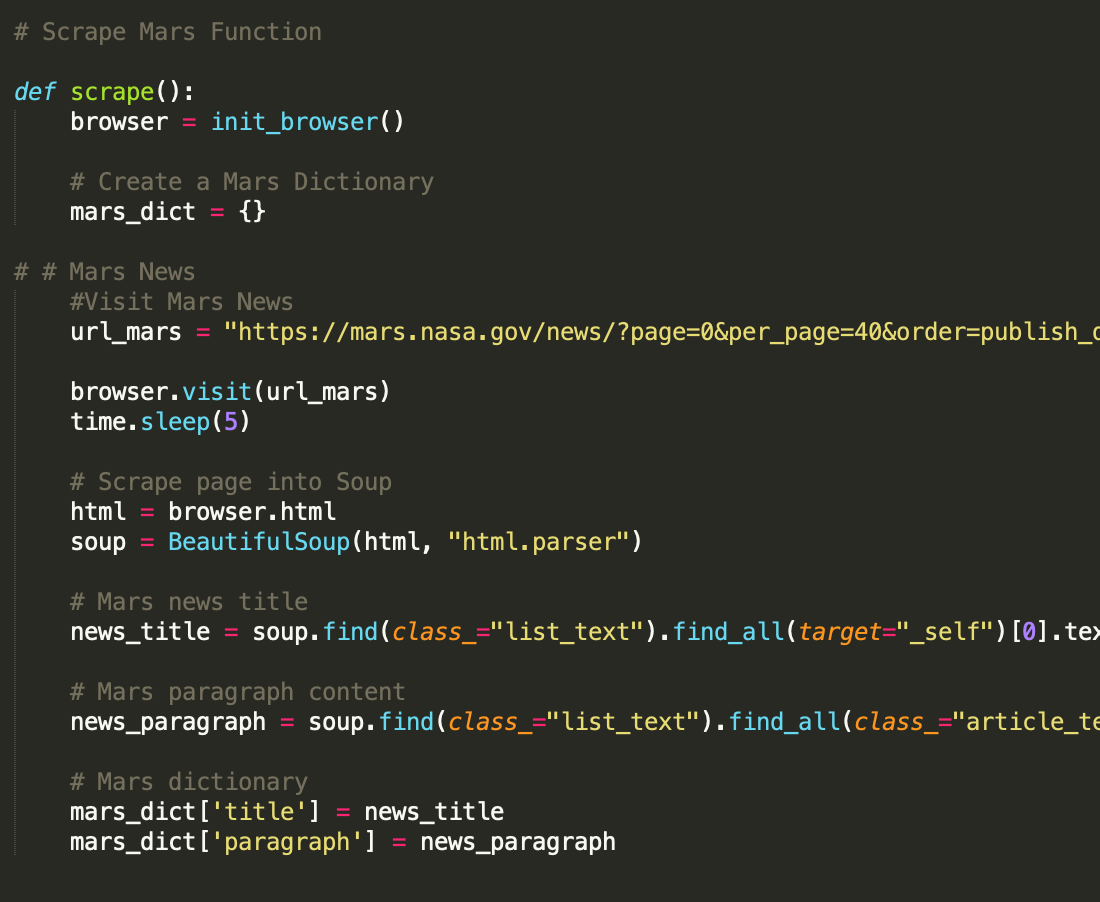 # Scrape Mars Function
def scrape():
    browser = init_browser()
    # Create a Mars Dictionary
    mars_dict = {}
# # Mars News
    #Visit Mars News
    url_mars = "https://mars.nasa.gov/news/?page=0&per_page=40&order=publish_
    browser.visit(url_mars)
    time.sleep(5)
    # Scrape page into Soup
    html = browser.html
    soup = BeautifulSoup(html, "html.parser")
    # Mars news title
    news_title = soup.find(class_="list_text").find_all(target="_self")[0].tex
    # Mars paragraph content
    news_paragraph = soup.find(class_="list_text").find_all(class_="article_te
    # Mars dictionary
    mars_dict['title'] = news_title
    mars_dict['paragraph'] = news_paragraph